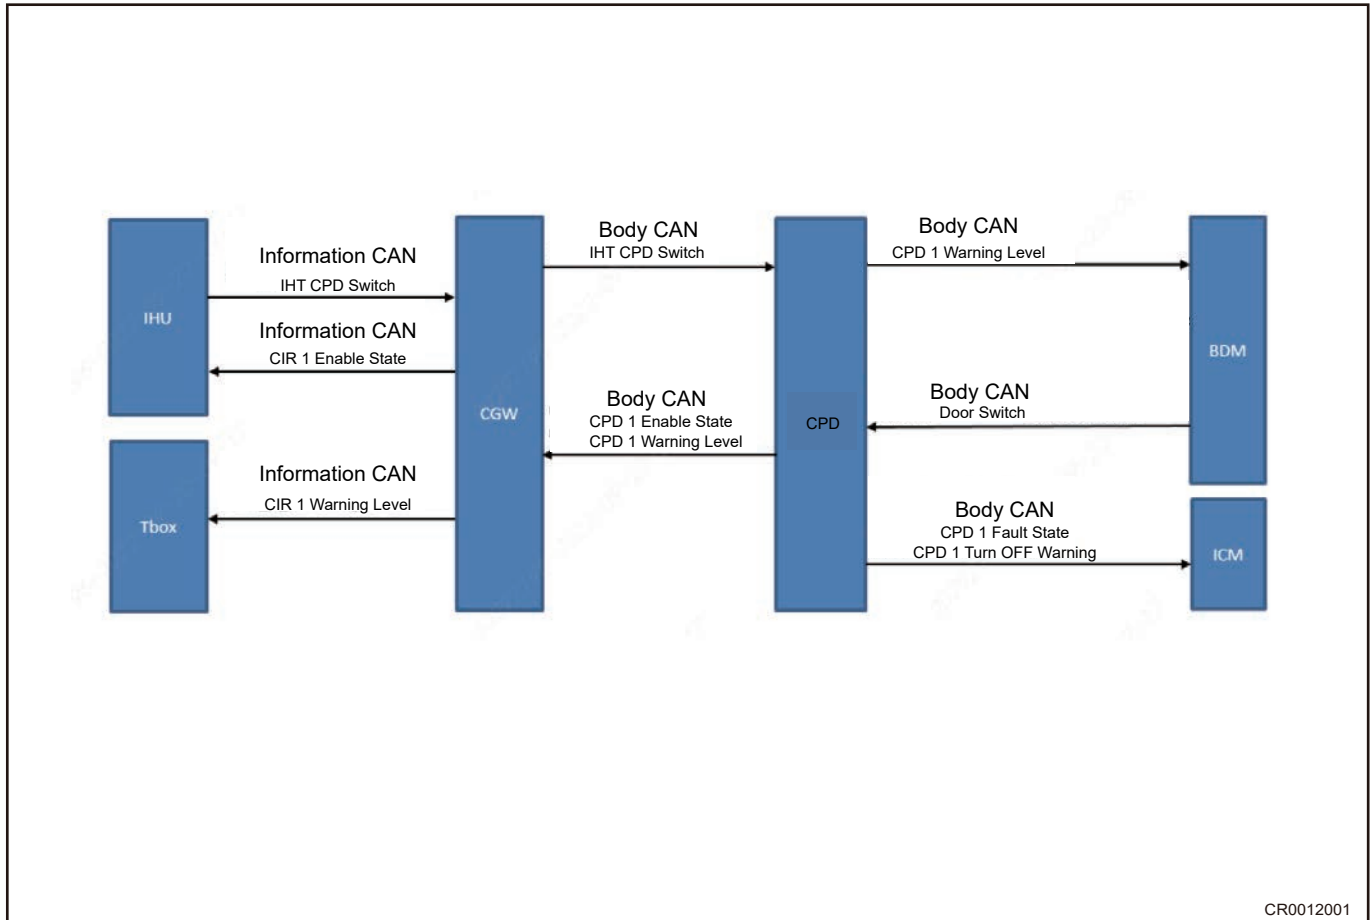 Information CAN
IHT CPD Switch
IHU
Information CAN
CIR 1 Enable State
Information CAN
CIR 1 Warning Level
Tbox
CGW
Body CAN
IHT CPD Switch
Body CAN
CPD 1 Enable State
CPD 1 Warning Level
CPD
Body CAN
CPD 1 Warning Level
BDM
Body CAN
Door Switch
Body CAN
CPD 1 Fault State
CPD 1 Turn OFF Warning
ICM
CR0012001